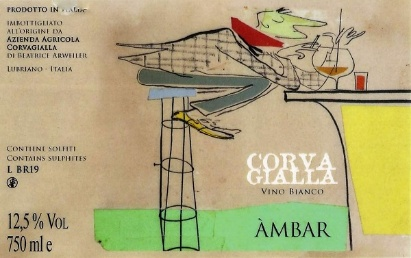 PRODOTTO IN ITALIA
IMBOTTIGLIATO
ALL'ORIGINE DA
AZIENDA AGRICOLA
CORVAGIALLA
DI BEATRICE ARWEILER
LUBRIANO - ITALIA
CONTIENE SOLFITI
CONTAINS SULPHITES
L BR19
12,5 % VOL
750 ml e
CORVA
GIALLA
VINO BIANCO
ÀMBAR